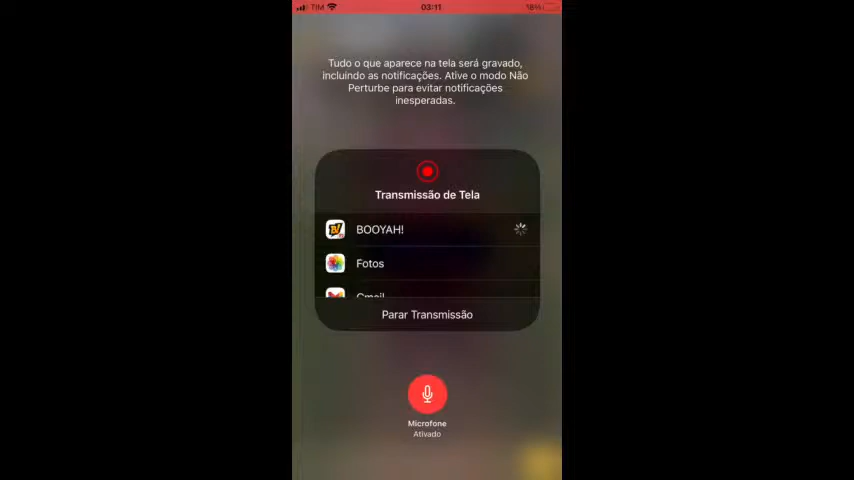 TIM 03:11 18%
Tudo o que aparece na tela será gravado,
incluindo as notificações. Ative o modo Não
Perturbe para evitar notificações
inesperadas.
Transmissão de Tela
BOOYAH!
Fotos
Gmail
Parar Transmissão
Microfone
Ativado